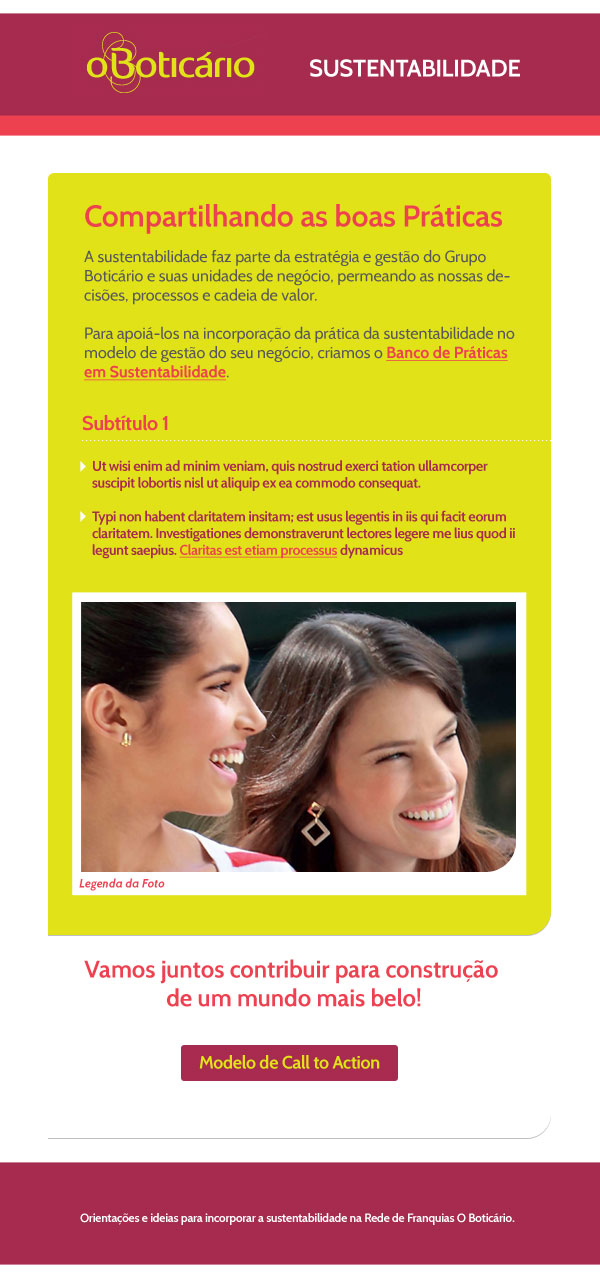 oBoticário
SUSTENTABILIDADE
Compartilhando as boas Práticas
A sustentabilidade faz parte da estratégia e gestão do Grupo
Boticário e suas unidades de negócio, permeando as nossas de-
cisões, processos e cadeia de valor.
Para apoiá-los na incorporação da prática da sustentabilidade no
modelo de gestão do seu negócio, criamos o Banco de Práticas
em Sustentabilidade.
Subtítulo 1
Ut wisi enim ad minim veniam, quis nostrud exerci tation ullamcorper
suscipit lobortis nisl ut aliquip ex ea commodo consequat.
Typi non habent claritatem insitam; est usus legentis in iis qui facit eorum
claritatem. Investigationes demonstraverunt lectores legere me lius quod ii
legunt saepius. Claritas est etiam processus dynamicus
Legenda da Foto
Vamos juntos contribuir para construção
de um mundo mais belo!
Modelo de Call to Action
Orientações e ideias para incorporar a sustentabilidade na Rede de Franquias O Boticário.